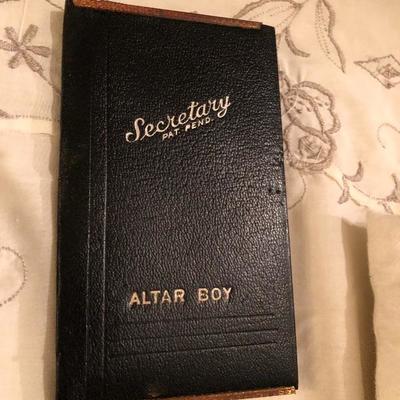 Secretary
PAT. PEND.
ALTAR BOY